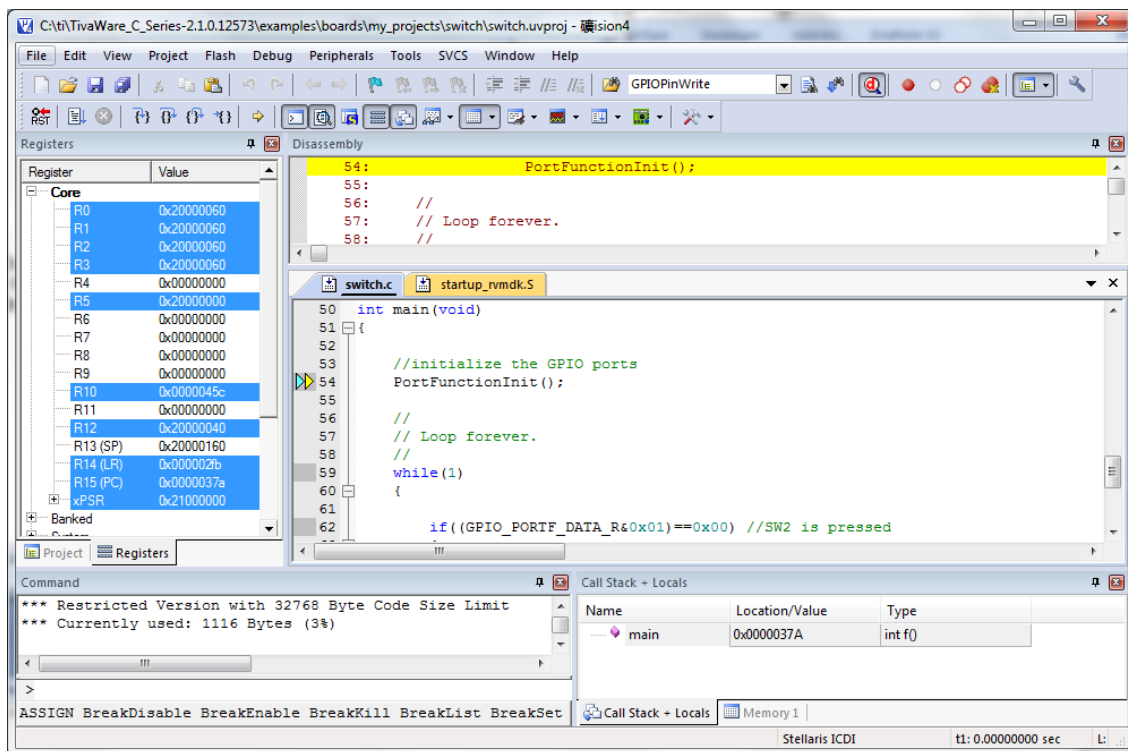 C:\ti\TivaWare_C_Series-2.1.0.12573\examples\boards\my_projects\switch\switch.uvproj - 礦ision4
File Edit View Project Flash Debug Peripherals Tools SVCS Window Help
GPIOPinWrite
RST
Registers
Register Value
Core
R0 0x20000060
R1 0x20000060
R2 0x20000060
R3 0x20000060
R4 0x00000000
R5 0x20000000
R6 0x00000000
R7 0x00000000
R8 0x00000000
R9 0x00000000
R10 0x0000045c
R11 0x00000000
R12 0x20000040
R13 (SP) 0x20000160
R14 (LR) 0x000002fb
R15 (PC) 0x0000037a
xPSR 0x21000000
Banked
Project Registers
Disassembly
54: PortFunctionInit();
55:
56: //
57: // Loop forever.
58: //
switch.c startup_rvmdk.S
50 int main(void)
51 {
52
53 //initialize the GPIO ports
54 PortFunctionInit();
55
56 //
57 // Loop forever.
58 //
59 while(1)
60 {
61
62 if((GPIO_PORTF_DATA_R&0x01)==0x00) //SW2 is pressed
Command
*** Restricted Version with 32768 Byte Code Size Limit
*** Currently used: 1116 Bytes (3%)
>
ASSIGN BreakDisable BreakEnable BreakKill BreakList BreakSet
Call Stack + Locals
Name Location/Value Type
main 0x0000037A int f()
Call Stack + Locals Memory 1
Stellaris ICDI t1: 0.00000000 sec L: